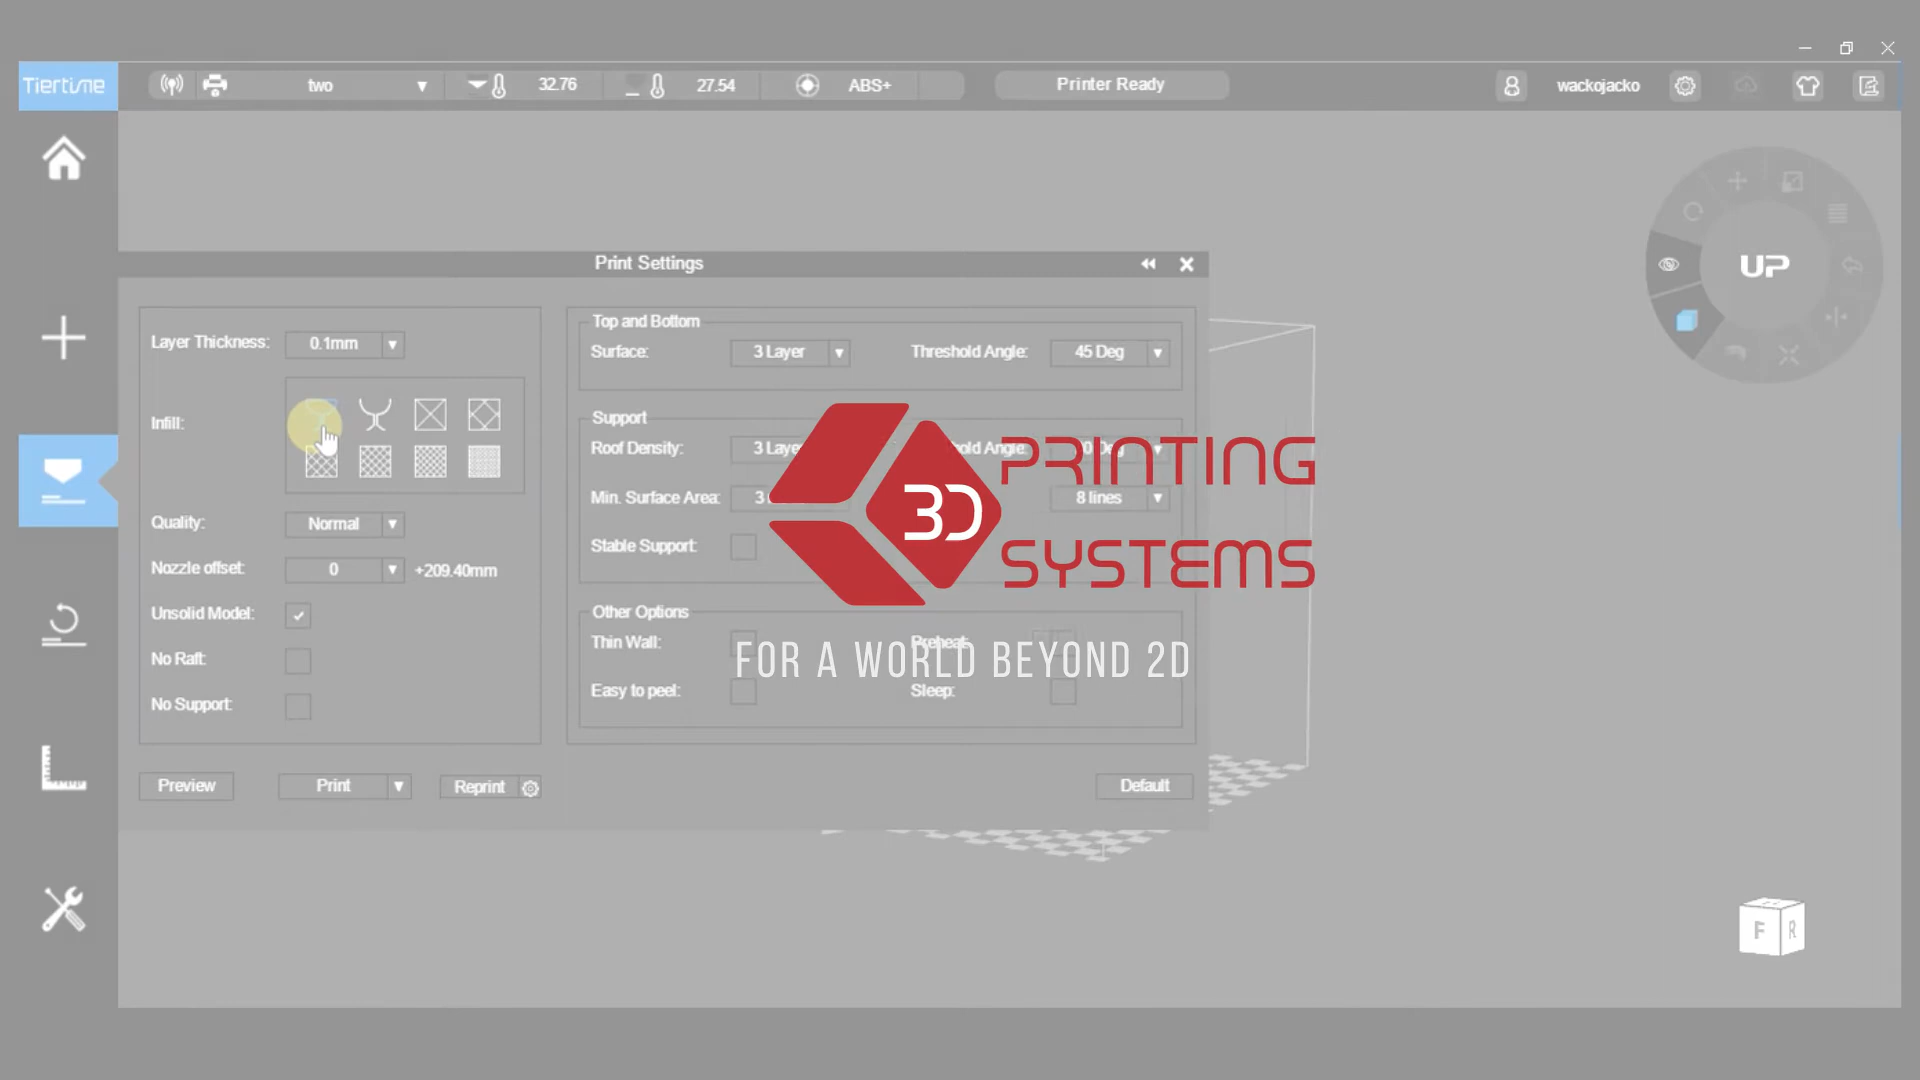 Tiertime two 32.76 27.54 ABS+ Printer Ready wackojacko
UP
Print Settings
Layer Thickness: 0.1mm
Infill:
Quality: Normal
Nozzle offset: 0 +209.40mm
Unsolid Model:
No Raft:
No Support:
Top and Bottom
Surface: 3 Layer Threshold Angle: 45 Deg
Support
Roof Density: 3 Layer
Min. Surface Area: 3 8 lines
Stable Support:
Other Options
Thin Wall: Preheat:
Easy to peel: Sleep:
Preview Print Reprint Default
3D PRINTING
SYSTEMS
FOR A WORLD BEYOND 2D
F R